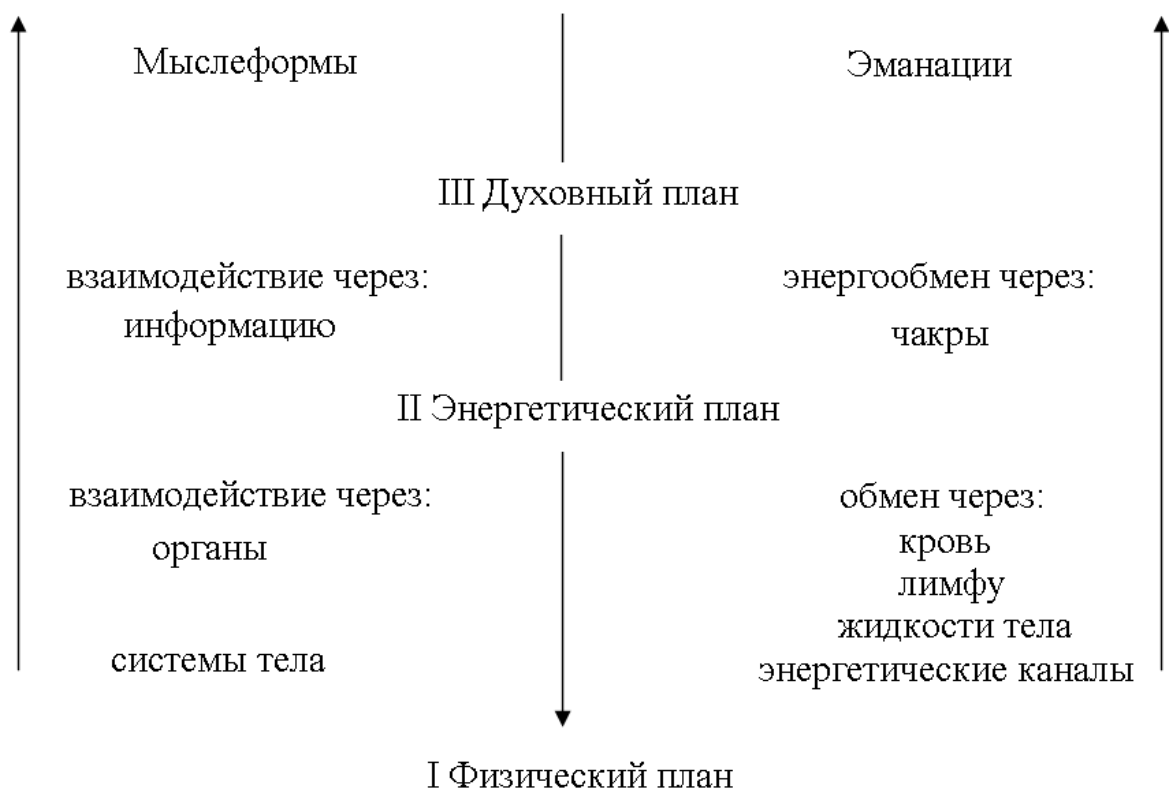 Мыслеформы
Эманации
III Духовный план
взаимодействие через:
информацию
энергообмен через:
чакры
II Энергетический план
взаимодействие через:
органы
системы тела
обмен через:
кровь
лимфу
жидкости тела
энергетические каналы
I Физический план